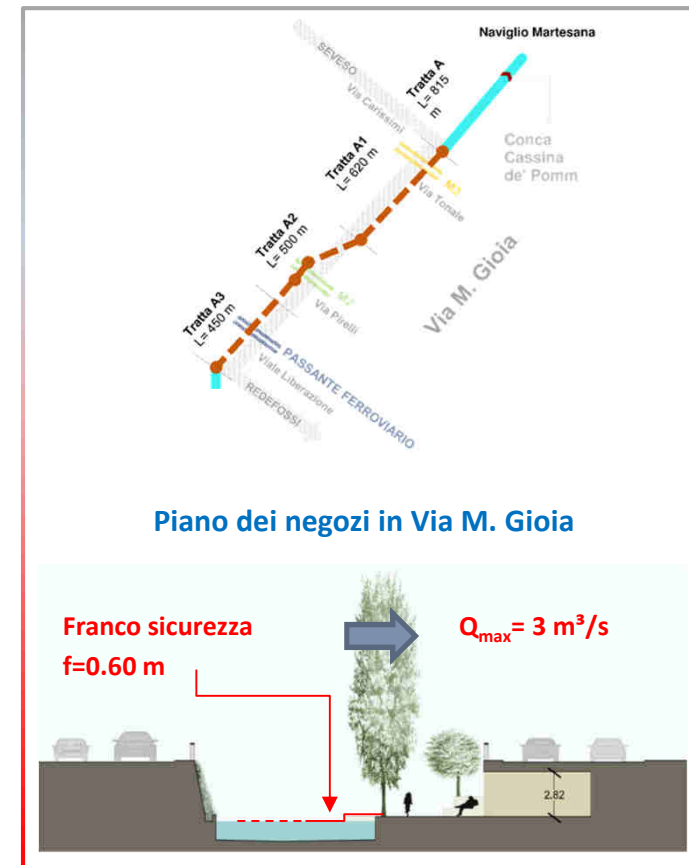 Naviglio Martesana
SEVESO
Via Carissimi
Tratta A
L= 815
m
Conca
Cassina
de' Pomm
Tratta A1
L= 620 m
M3
Via Tonale
Tratta A2
L= 500 m
M2
Via Pirelli
Via M. Gioia
Tratta A3
L= 450 m
PASSANTE FERROVIARIO
Viale Liberazione
REDEFOSSI
Piano dei negozi in Via M. Gioia
Franco sicurezza
f=0.60 m
Qmax= 3 m³/s
2.82